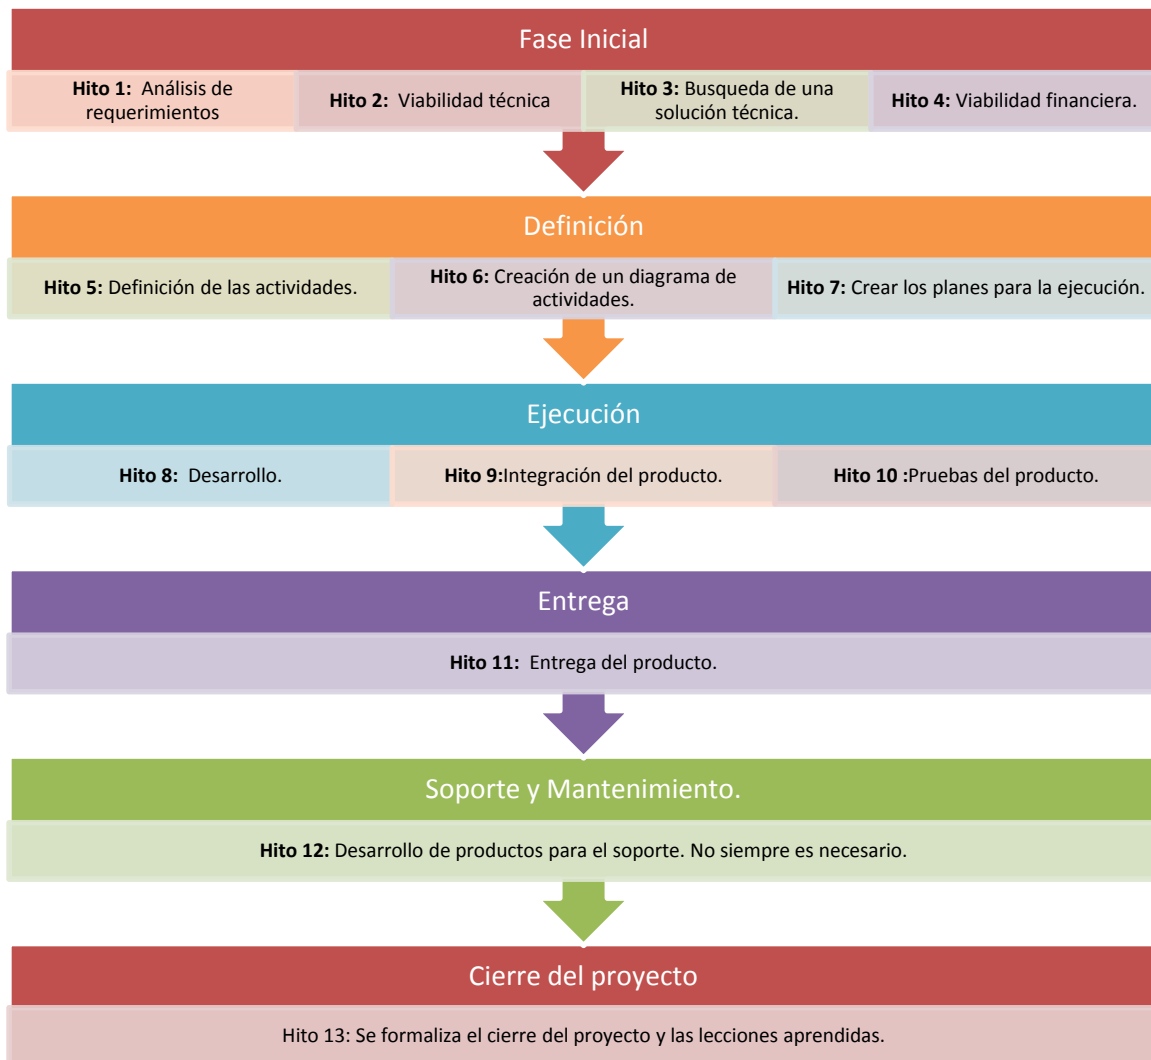 Fase Inicial
Hito 1: Análisis de
requerimientos
Hito 2: Viabilidad técnica
Hito 3: Busqueda de una
solución técnica.
Hito 4: Viabilidad financiera.
Definición
Hito 5: Definición de las actividades.
Hito 6: Creación de un diagrama de
actividades.
Hito 7: Crear los planes para la ejecución.
Ejecución
Hito 8: Desarrollo.
Hito 9:Integración del producto.
Hito 10 :Pruebas del producto.
Entrega
Hito 11: Entrega del producto.
Soporte y Mantenimiento.
Hito 12: Desarrollo de productos para el soporte. No siempre es necesario.
Cierre del proyecto
Hito 13: Se formaliza el cierre del proyecto y las lecciones aprendidas.